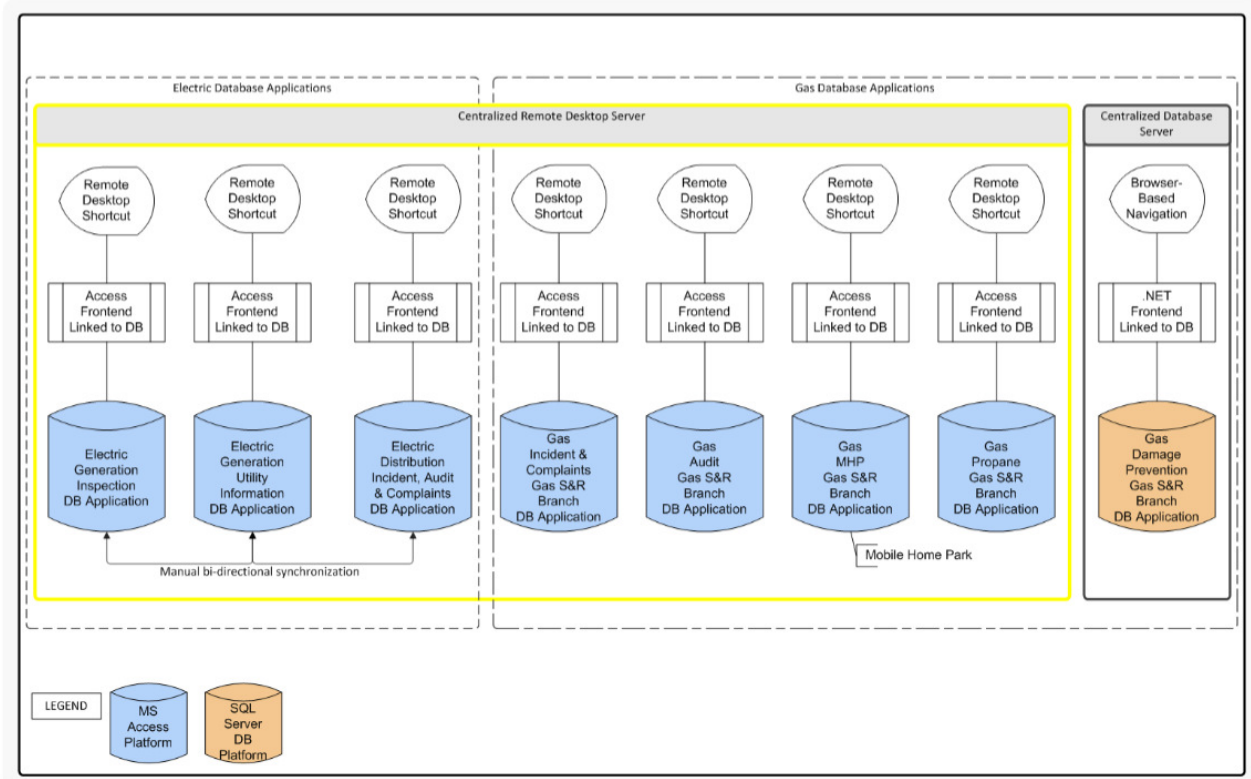 Electric Database Applications
Gas Database Applications
Centralized Remote Desktop Server
Centralized Database
Server
Remote
Desktop
Shortcut
Remote
Desktop
Shortcut
Remote
Desktop
Shortcut
Remote
Desktop
Shortcut
Remote
Desktop
Shortcut
Remote
Desktop
Shortcut
Remote
Desktop
Shortcut
Browser-
Based
Navigation
Access
Frontend
Linked to DB
Access
Frontend
Linked to DB
Access
Frontend
Linked to DB
Access
Frontend
Linked to DB
Access
Frontend
Linked to DB
Access
Frontend
Linked to DB
Access
Frontend
Linked to DB
.NET
Frontend
Linked to DB
Electric
Generation
Inspection
DB Application
Electric
Generation
Utility
Information
DB Application
Electric
Distribution
Incident, Audit
& Complaints
DB Application
Gas
Incident &
Complaints
Gas S&R
Branch
DB Application
Gas
Audit
Gas S&R
Branch
DB Application
Gas
MHP
Gas S&R
Branch
DB Application
Gas
Propane
Gas S&R
Branch
DB Application
Gas
Damage
Prevention
Gas S&R
Branch
DB Application
Manual bi-directional synchronization
Mobile Home Park
LEGEND
MS
Access
Platform
SQL
Server
DB
Platform